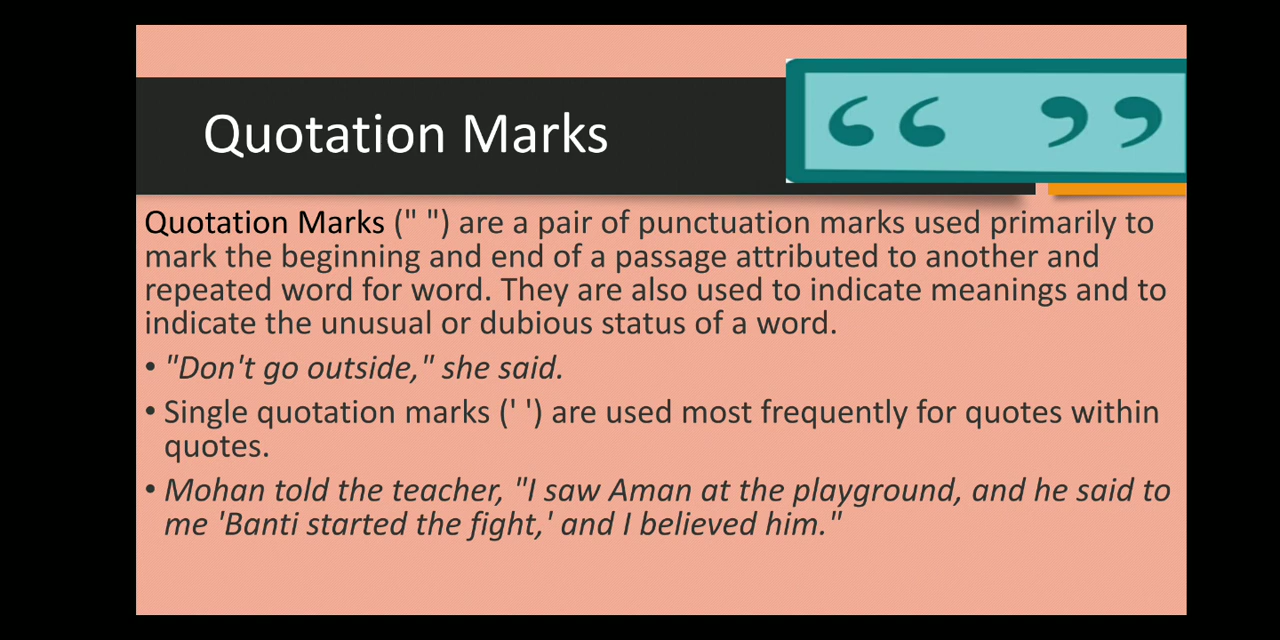 Quotation Marks
“ ”
Quotation Marks (" ") are a pair of punctuation marks used primarily to
mark the beginning and end of a passage attributed to another and
repeated word for word. They are also used to indicate meanings and to
indicate the unusual or dubious status of a word.
• "Don't go outside," she said.
• Single quotation marks (' ') are used most frequently for quotes within
quotes.
• Mohan told the teacher, "I saw Aman at the playground, and he said to
me 'Banti started the fight,' and I believed him."